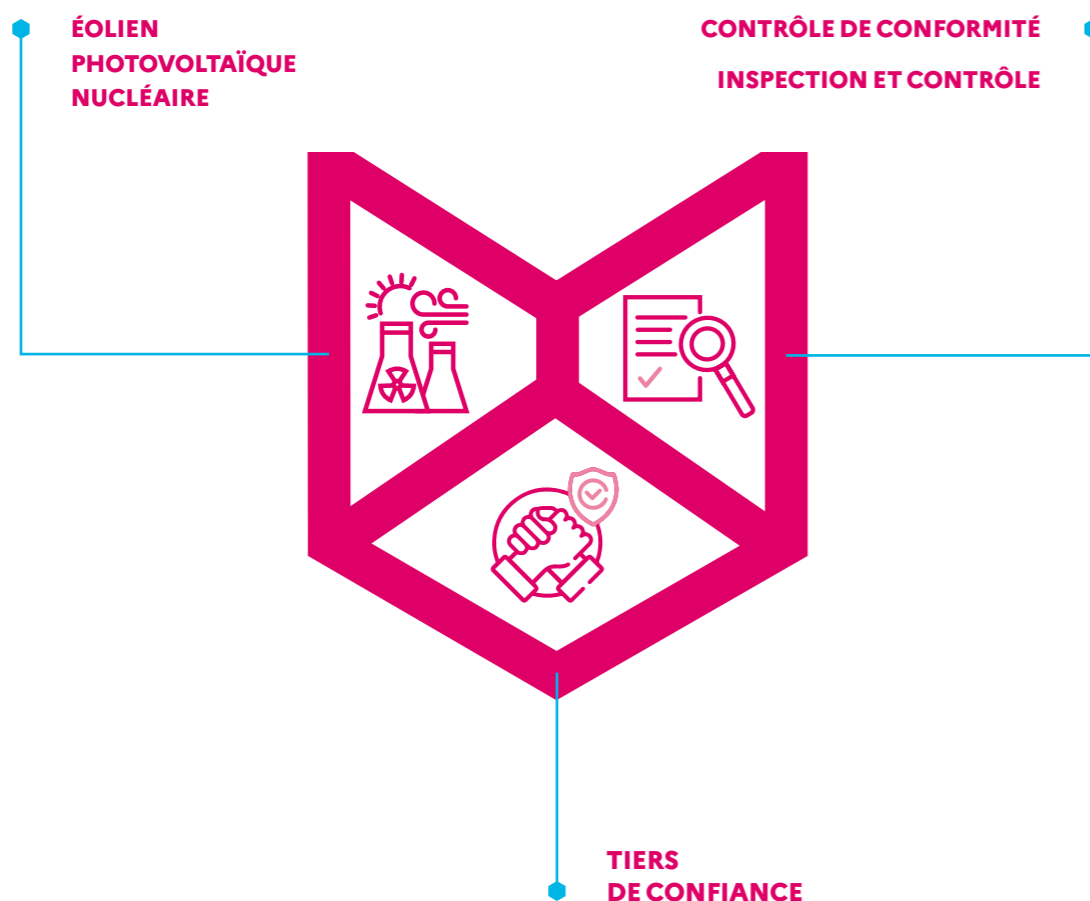 ÉOLIEN
PHOTOVOLTAÏQUE
NUCLÉAIRE
CONTRÔLE DE CONFORMITÉ
INSPECTION ET CONTRÔLE
TIERS
DE CONFIANCE